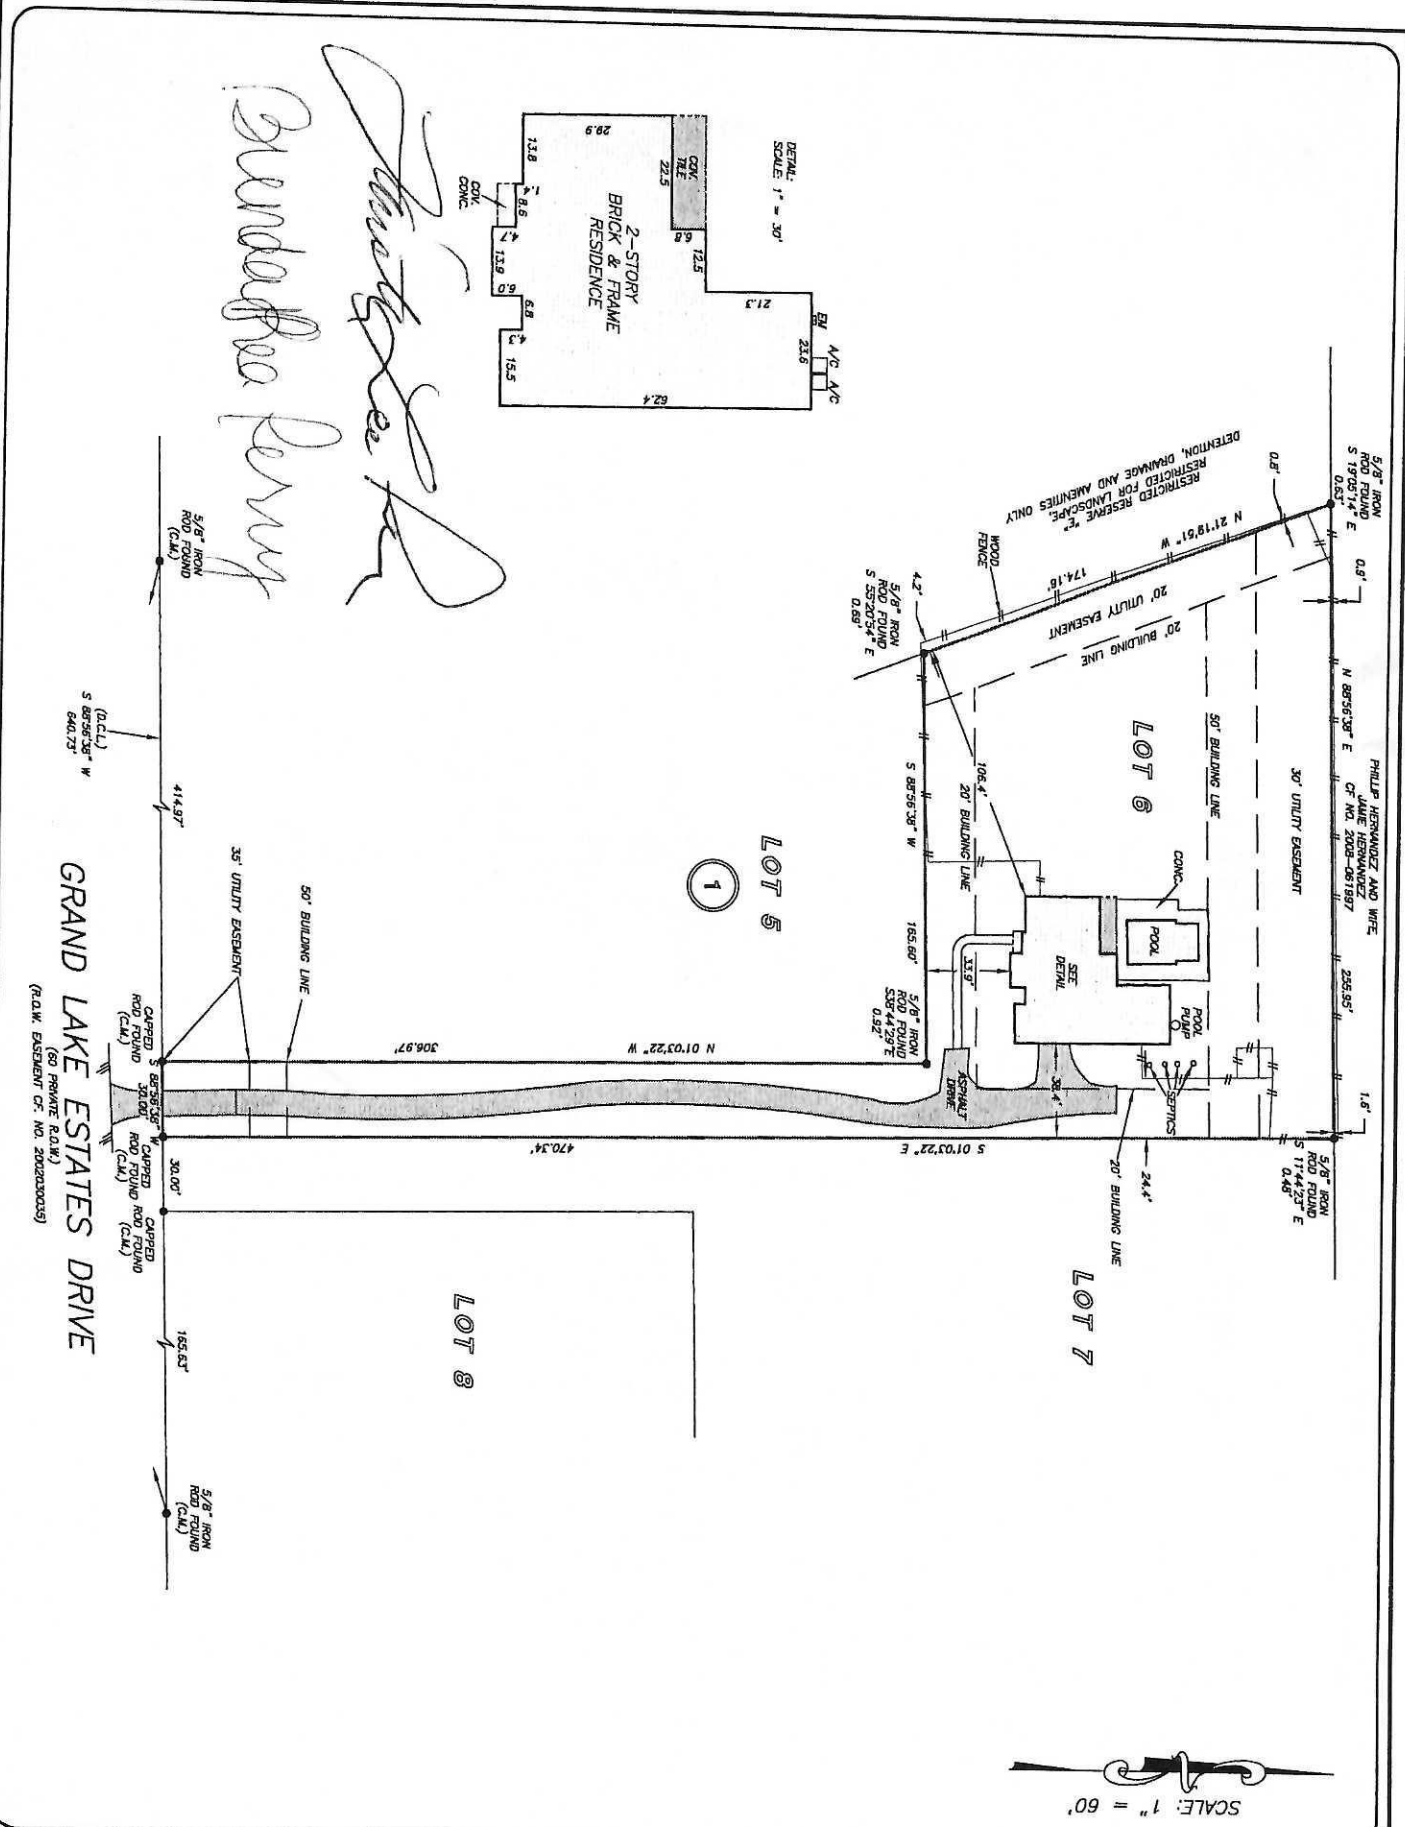 PHILLIP HERNANDEZ AND WIFE,
JAMIE HERNANDEZ
CF NO. 2008-061997
5/8" IRON
ROD FOUND
S 19°05'14" E
0.63'
0.9'
N 88°56'38" E
255.95'
1.6'
5/8" IRON
ROD FOUND
S 11°44'23" E
0.48'
0.8'
30' UTILITY EASEMENT
50' BUILDING LINE
LOT 6
N 21°19'51" W
174.16'
20' UTILITY EASEMENT
20' BUILDING LINE
RESTRICTED RESERVE "E"
RESTRICTED FOR LANDSCAPE,
DETENTION, DRAINAGE AND AMENITIES ONLY
WOOD
FENCE
4.2'
5/8" IRON
ROD FOUND
S 55°20'54" E
0.69'
CONC.
POOL
POOL
PUMP
SEPTICS
24.4'
20' BUILDING LINE
LOT 7
106.4'
20' BUILDING LINE
SEE
DETAIL
38.4'
33.9'
ASPHALT
DRIVE
S 88°56'38" W
165.60'
5/8" IRON
ROD FOUND
S38°44'29"E
0.92'
S 01°03'22" E
470.34'
N 01°03'22" W
306.97'
LOT 5
1
LOT 8
50' BUILDING LINE
35' UTILITY EASEMENT
5/8" IRON
ROD FOUND
(C.M.)
(D.C.L.)
S 88°56'38" W
640.73'
414.97'
S 88°56'38" W
30.00'
30.00'
165.63'
CAPPED
ROD FOUND
(C.M.)
CAPPED
ROD FOUND
(C.M.)
CAPPED
ROD FOUND
(C.M.)
5/8" IRON
ROD FOUND
(C.M.)
GRAND LAKE ESTATES DRIVE
(60 PRIVATE R.O.W.)
(R.O.W. EASEMENT CF. NO. 2002030035)
DETAIL:
SCALE: 1" = 30'
COV.
TILE
22.5
6.8
12.5
21.3
EM
A/C A/C
23.6
62.4
29.9
2-STORY
BRICK & FRAME
RESIDENCE
13.8
1.4
8.6
4.7
13.9
6.0
6.8
4.3
15.5
COV.
CONC.
Brenda Rea Perry
SCALE: 1" = 60'